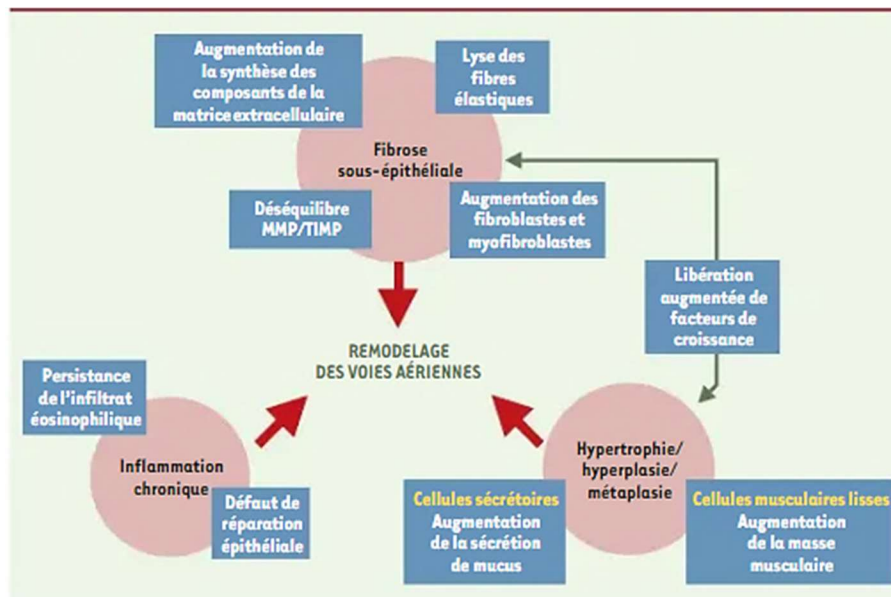 Augmentation de
la synthèse des
composants de la
matrice extracellulaire
Lyse des
fibres
élastiques
Fibrose
sous-épithéliale
Déséquilibre
MMP/TIMP
Augmentation des
fibroblastes et
myofibroblastes
Libération
augmentée de
facteurs de
croissance
REMODELAGE
DES VOIES AÉRIENNES
Persistance
de l'infiltrat
éosinophilique
Inflammation
chronique
Défaut de
réparation
épithéliale
Hypertrophie/
hyperplasie/
métaplasie
Cellules sécrétoires
Augmentation
de la sécrétion
de mucus
Cellules musculaires lisses
Augmentation
de la masse
musculaire